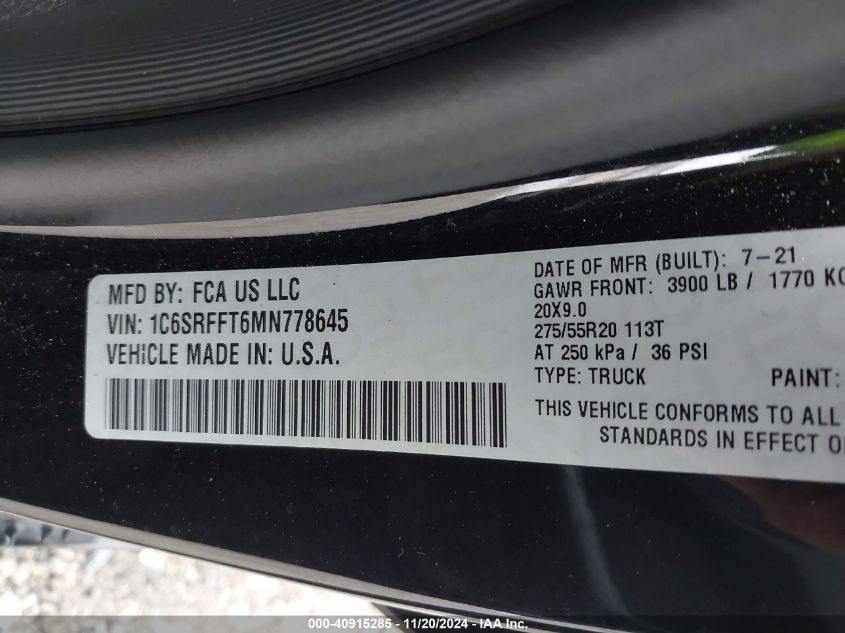 MFD BY: FCA US LLC
VIN: 1C6SRFFT6MN778645
VEHICLE MADE IN: U.S.A.
DATE OF MFR (BUILT): 7-21
GAWR FRONT: 3900 LB / 1770 KG
20X9.0
275/55R20 113T
AT 250 kPa / 36 PSI
TYPE: TRUCK PAINT:
THIS VEHICLE CONFORMS TO ALL
STANDARDS IN EFFECT
000-40915285 - 11/20/2024 - IAA Inc.